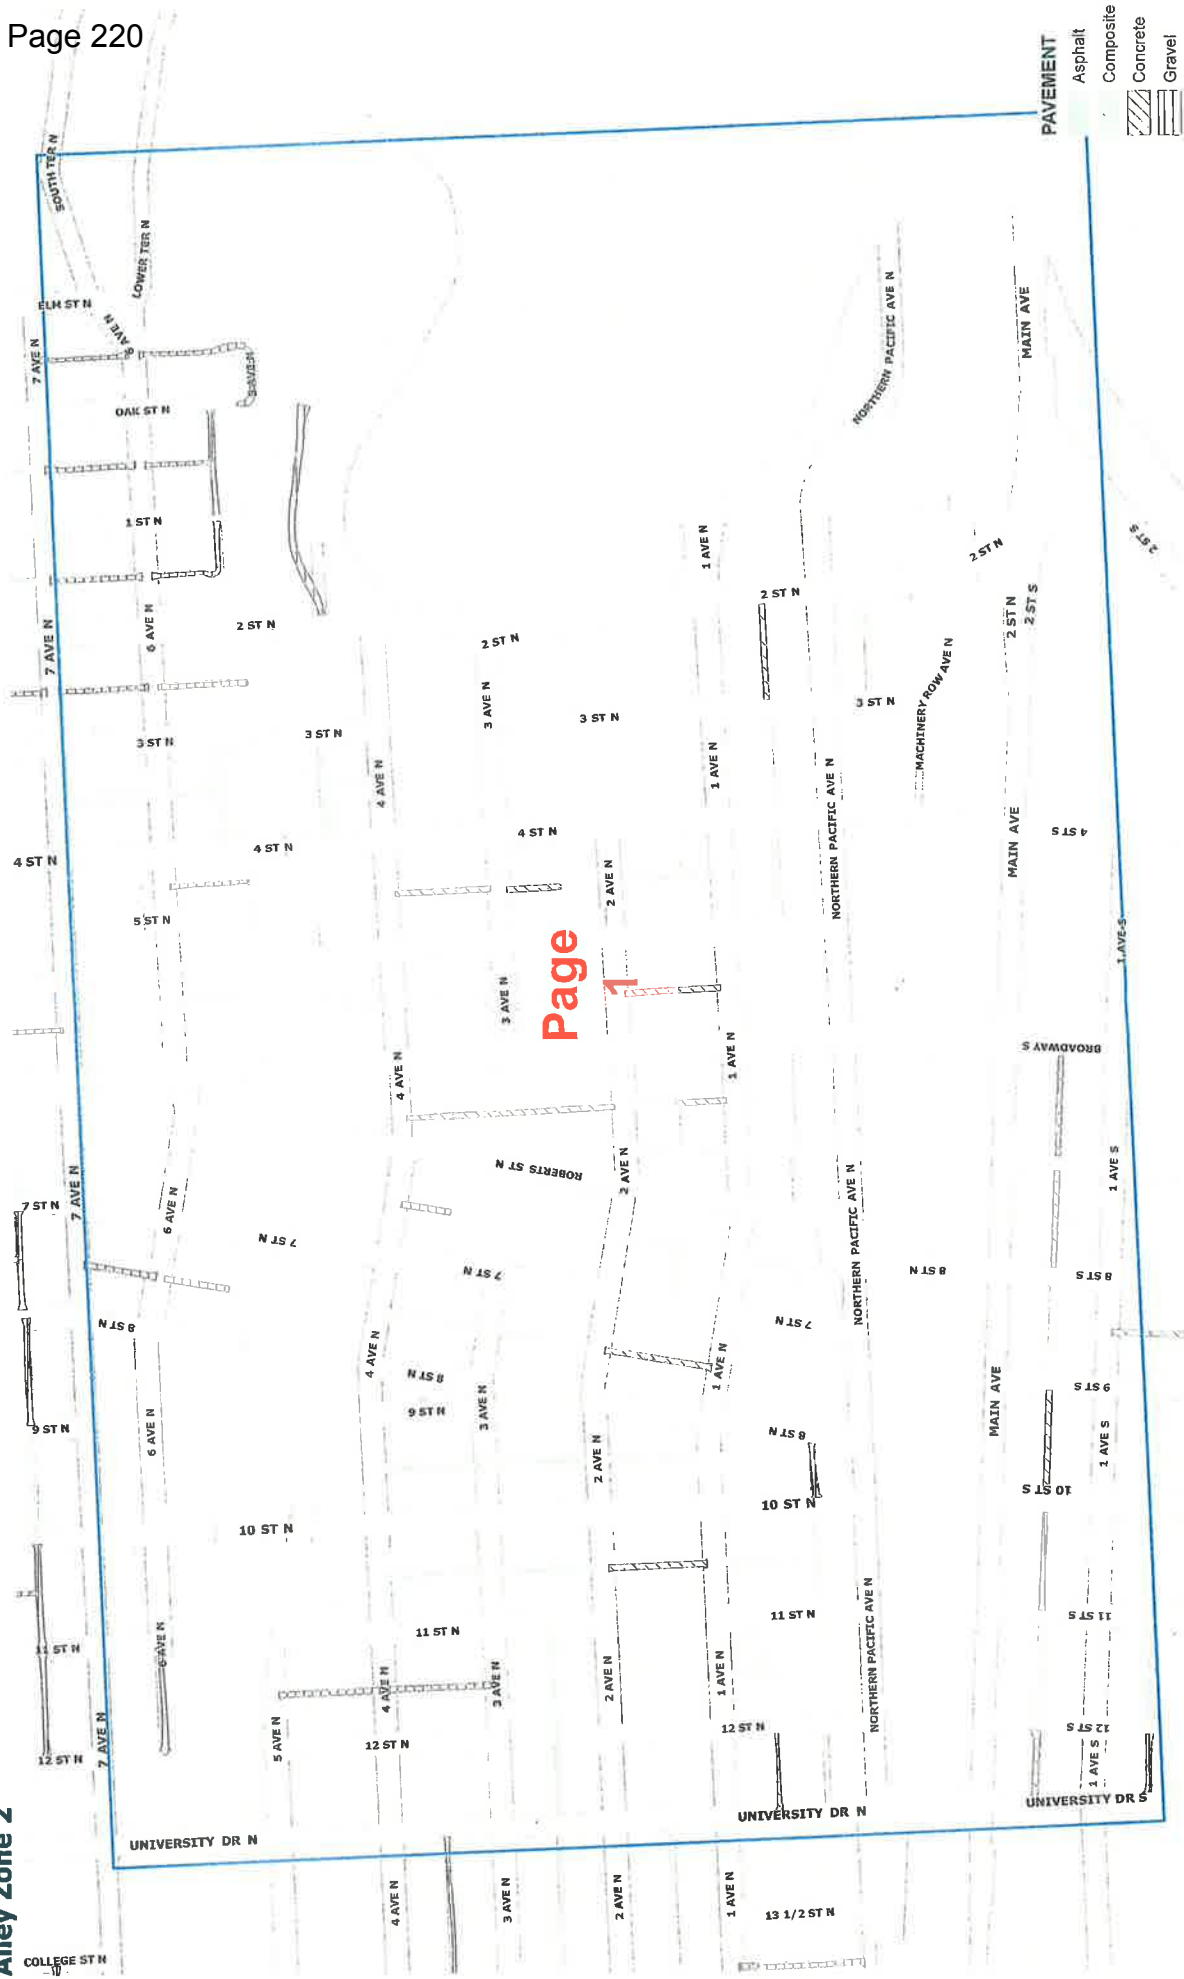 Page 220
PAVEMENT
Asphalt
Composite
Concrete
Gravel
SOUTH TER N
LOWER TER N
ELM ST N
7 AVE N
6 AVE N
5 AVE N
OAK ST N
NORTHERN PACIFIC AVE N
MAIN AVE
1 ST N
1 AVE N
2 ST N
2 ST S
7 AVE N
6 AVE N
2 ST N
2 ST N
2 ST N
2 ST N
2 ST S
3 ST N
3 ST N
3 AVE N
3 ST N
3 ST N
MACHINERY ROW AVE N
4 AVE N
1 AVE N
NORTHERN PACIFIC AVE N
MAIN AVE
4 ST S
4 ST N
4 ST N
4 ST N
2 AVE N
5 ST N
1 AVE S
Page
1
3 AVE N
4 AVE N
1 AVE N
BROADWAY S
ROBERTS ST N
2 AVE N
1 AVE S
7 ST N
7 AVE N
6 AVE N
7 ST N
7 ST N
NORTHERN PACIFIC AVE N
8 ST N
8 ST S
8 ST N
7 ST N
4 AVE N
8 ST N
9 ST N
3 AVE N
1 AVE N
MAIN AVE
9 ST S
9 ST N
6 AVE N
2 AVE N
8 ST N
1 AVE S
10 ST S
10 ST N
10 ST N
11 ST N
6 AVE N
11 ST N
11 ST N
11 ST S
4 AVE N
3 AVE N
2 AVE N
1 AVE N
NORTHERN PACIFIC AVE N
12 ST N
7 AVE N
5 AVE N
12 ST N
12 ST N
12 ST S
1 AVE S
UNIVERSITY DR N
UNIVERSITY DR N
UNIVERSITY DR S
Alley Zone 2
4 AVE N
3 AVE N
2 AVE N
1 AVE N
13 1/2 ST N
COLLEGE ST N